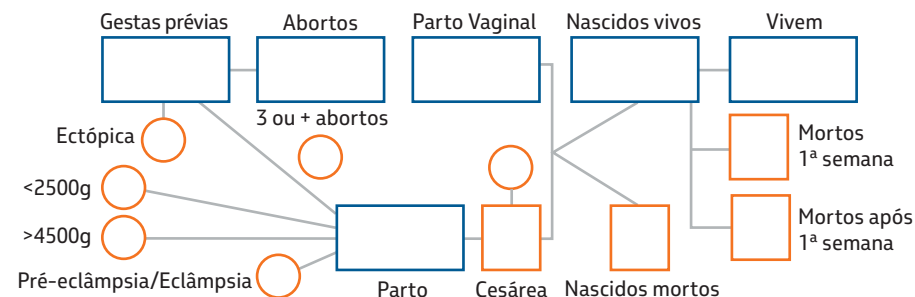 Gestas prévias
Abortos
Parto Vaginal
Nascidos vivos
Vivem
3 ou + abortos
Ectópica
Mortos
1ª semana
<2500g
>4500g
Mortos após
1ª semana
Pré-eclâmpsia/Eclâmpsia
Parto
Cesárea
Nascidos mortos